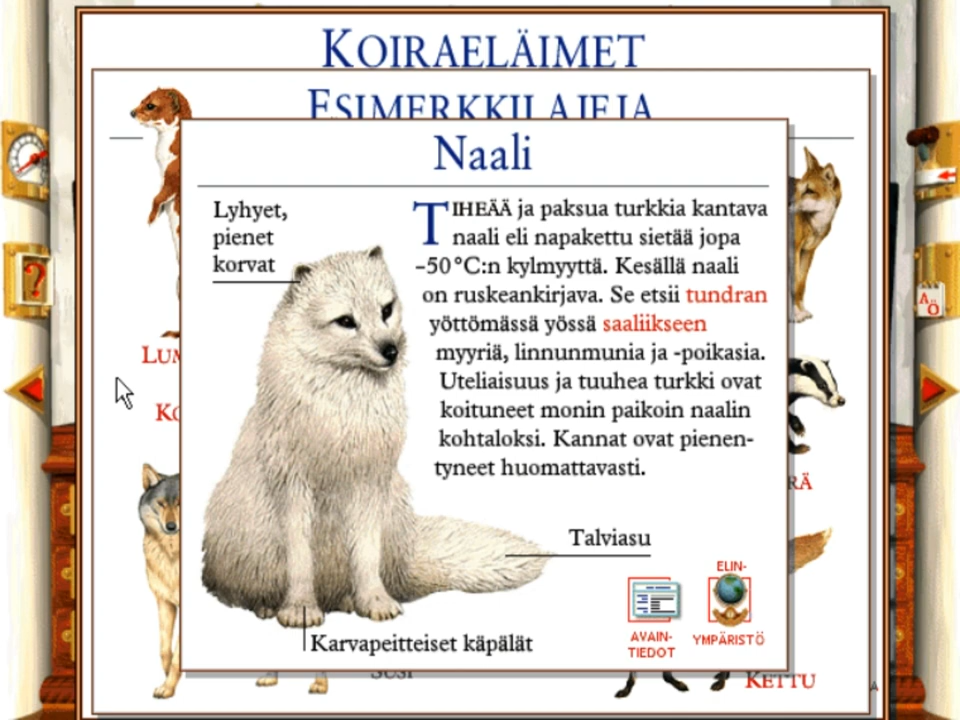 KOIRAELÄIMET
ESIMERKKILAJEJA
Naali
Lyhyet,
pienet
korvat
TIHEÄÄ ja paksua turkkia kantava
naali eli napakettu sietää jopa
–50°C:n kylmyyttä. Kesällä naali
on ruskeankirjava. Se etsii tundran
yöttömässä yössä saaliikseen
myyriä, linnunmunia ja -poikasia.
Uteliaisuus ja tuuhea turkki ovat
koituneet monin paikoin naalin
kohtaloksi. Kannat ovat pienen-
tyneet huomattavasti.
Talviasu
Karvapeitteiset käpälät
AVAIN-
TIEDOT
ELIN-
YMPÄRISTÖ
SUSI
KETTU
?
A
Ö